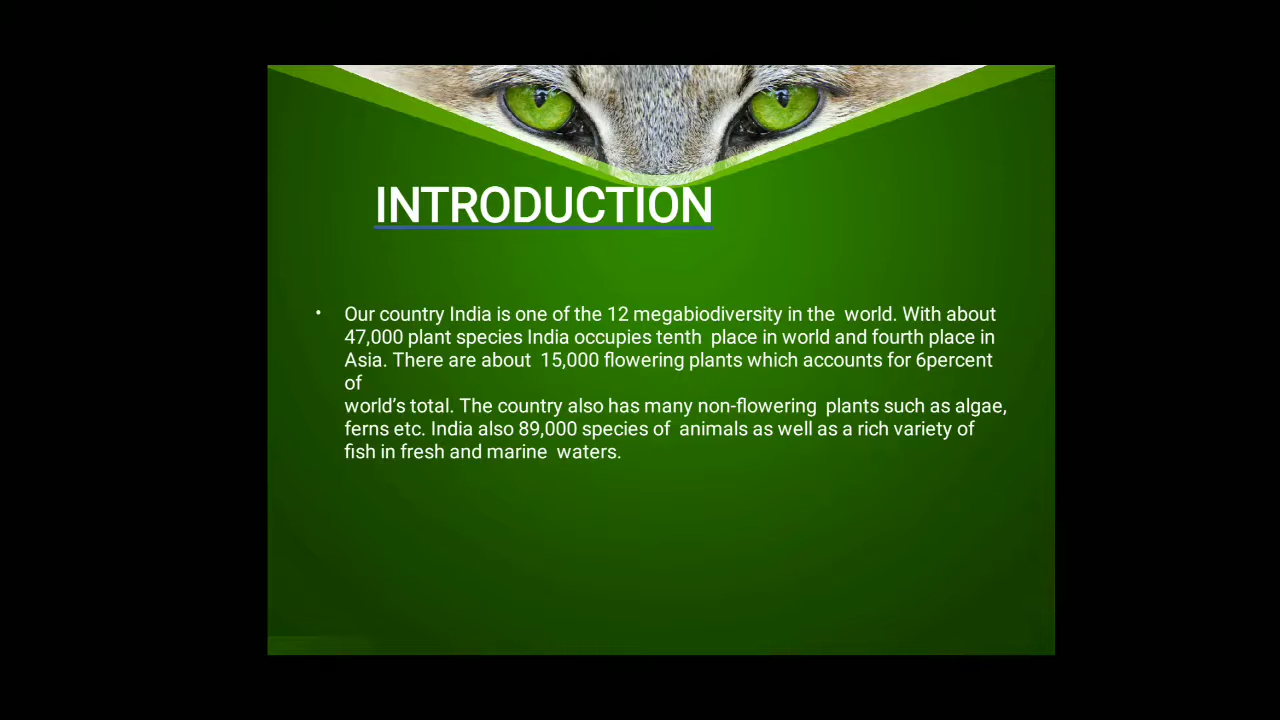 INTRODUCTION
• Our country India is one of the 12 megabiodiversity in the  world. With about
47,000 plant species India occupies tenth  place in world and fourth place in
Asia. There are about  15,000 flowering plants which accounts for 6percent
of
world’s total. The country also has many non-flowering  plants such as algae,
ferns etc. India also 89,000 species of  animals as well as a rich variety of
fish in fresh and marine  waters.